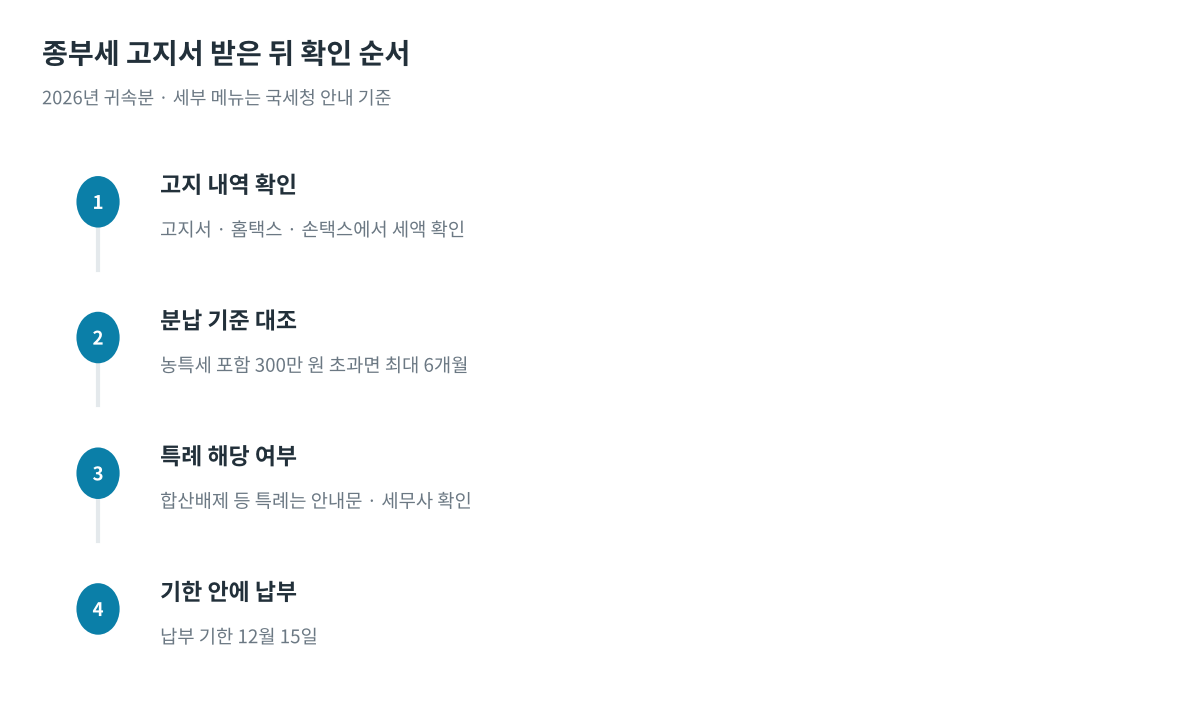 종부세 고지서 받은 뒤 확인 순서
2026년 귀속분 · 세부 메뉴는 국세청 안내 기준
1
고지 내역 확인
고지서 · 홈택스 · 손택스에서 세액 확인
2
분납 기준 대조
농특세 포함 300만 원 초과면 최대 6개월
3
특례 해당 여부
합산배제 등 특례는 안내문 · 세무사 확인
4
기한 안에 납부
납부 기한 12월 15일